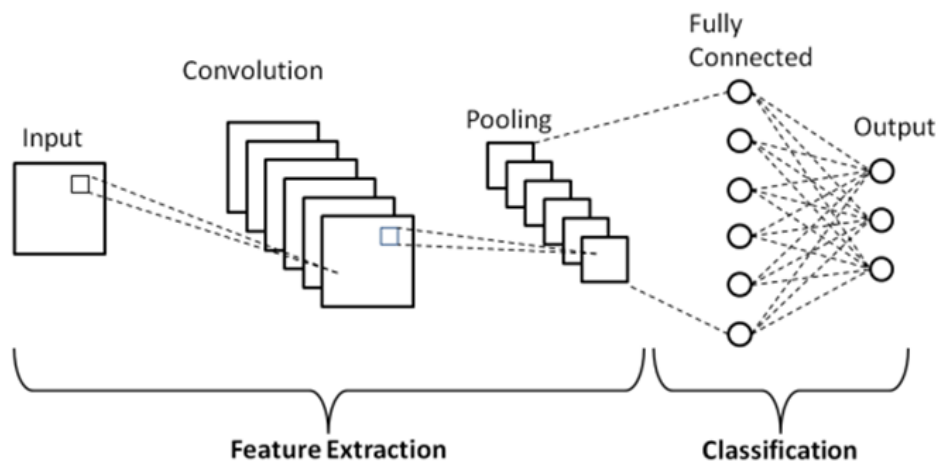 Input
Convolution
Pooling
Fully
Connected
Output
Feature Extraction
Classification